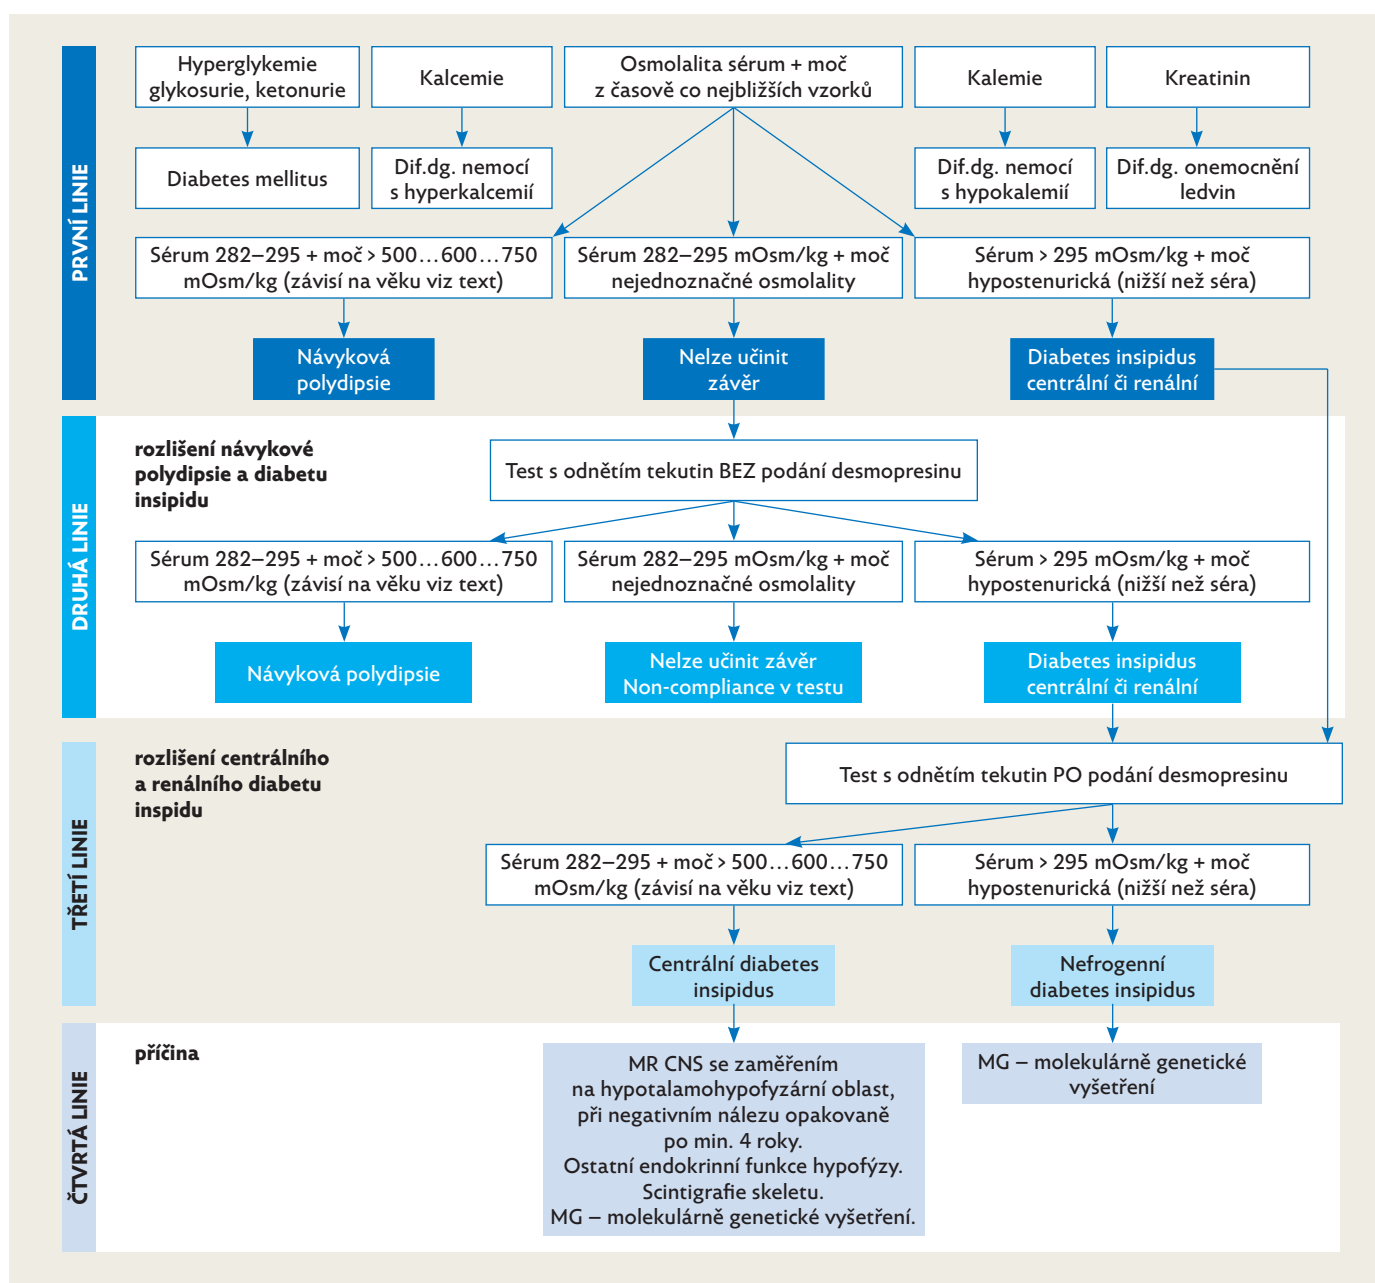 PRVNÍ LINIE
Hyperglykemie
glykosurie, ketonurie
Kalcemie
Osmolalita sérum + moč
z časově co nejbližších vzorků
Kalemie
Kreatinin
Diabetes mellitus
Dif.dg. nemocí
s hyperkalcemií
Dif.dg. nemocí
s hypokalemií
Dif.dg. onemocnění
ledvin
Sérum 282–295 + moč > 500…600…750
mOsm/kg (závisí na věku viz text)
Sérum 282–295 mOsm/kg + moč
nejednoznačné osmolality
Sérum > 295 mOsm/kg + moč
hypostenurická (nižší než séra)
Návyková
polydipsie
Nelze učinit
závěr
Diabetes insipidus
centrální či renální
DRUHÁ LINIE
rozlišení návykové
polydipsie a diabetu
insipidu
Test s odnětím tekutin BEZ podání desmopresinu
Sérum 282–295 + moč > 500…600…750
mOsm/kg (závisí na věku viz text)
Sérum 282–295 mOsm/kg + moč
nejednoznačné osmolality
Sérum > 295 mOsm/kg + moč
hypostenurická (nižší než séra)
Návyková polydipsie
Nelze učinit závěr
Non-compliance v testu
Diabetes insipidus
centrální či renální
TŘETÍ LINIE
rozlišení centrálního
a renálního diabetu
inspidu
Test s odnětím tekutin PO podání desmopresinu
Sérum 282–295 + moč > 500…600…750
mOsm/kg (závisí na věku viz text)
Sérum > 295 mOsm/kg + moč
hypostenurická (nižší než séra)
Centrální diabetes
insipidus
Nefrogenní
diabetes insipidus
ČTVRTÁ LINIE
příčina
MR CNS se zaměřením
na hypotalamohypofyzární oblast,
při negativním nálezu opakovaně
po min. 4 roky.
Ostatní endokrinní funkce hypofýzy.
Scintigrafie skeletu.
MG – molekulárně genetické vyšetření.
MG – molekulárně genetické
vyšetření